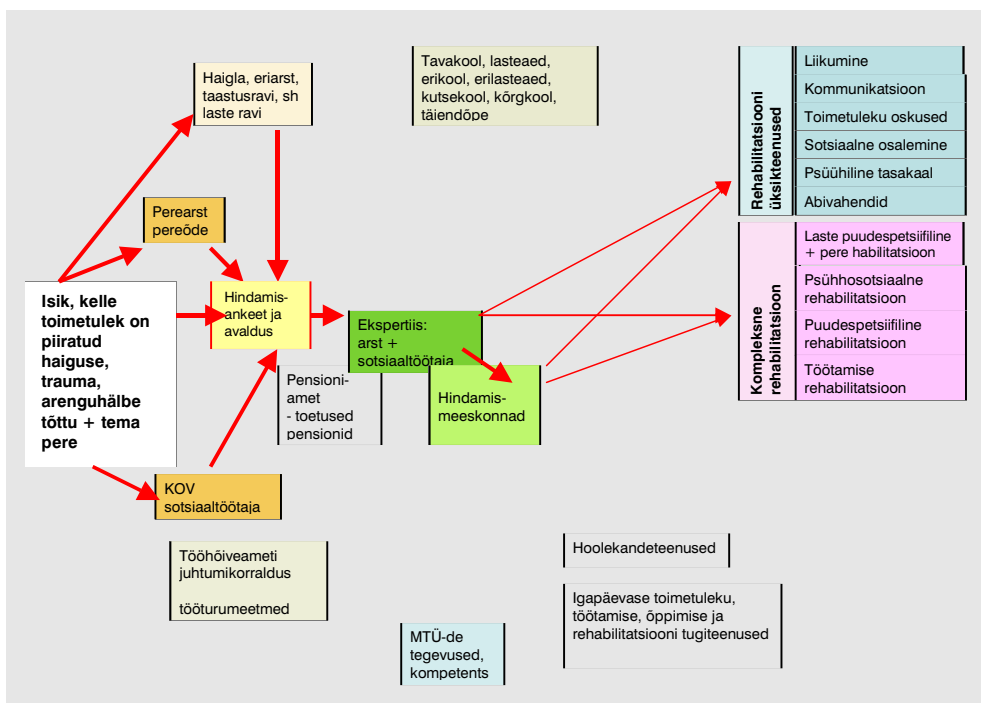 Haigla, eriarst,
taastusravi, sh
laste ravi
Tavakool, lasteaed,
erikool, erilasteaed,
kutsekool, kõrgkool,
täiendõpe
Rehabilitatsiooni
üksikteenused
Liikumine
Kommunikatsioon
Toimetuleku oskused
Sotsiaalne osalemine
Psüühiline tasakaal
Abivahendid
Perearst
pereõde
Kompleksne
rehabilitatsioon
Laste puudespetsiifiline
+ pere habilitatsioon
Psühhosotsiaalne
rehabilitatsioon
Puudespetsiifiline
rehabilitatsioon
Töötamise
rehabilitatsioon
Isik, kelle
toimetulek on
piiratud
haiguse,
trauma,
arenguhälbe
tõttu + tema
pere
Hindamis-
ankeet ja
avaldus
Ekspertiis:
arst +
sotsiaaltöötaja
Pensioni-
amet
- toetused
pensionid
Hindamis-
meeskonnad
KOV
sotsiaaltöötaja
Tööhõiveameti
juhtumikorraldus
tööturumeetmed
Hoolekandeteenused
Igapäevase toimetuleku,
töötamise, õppimise ja
rehabilitatsiooni tugiteenused
MTÜ-de
tegevused,
kompetents